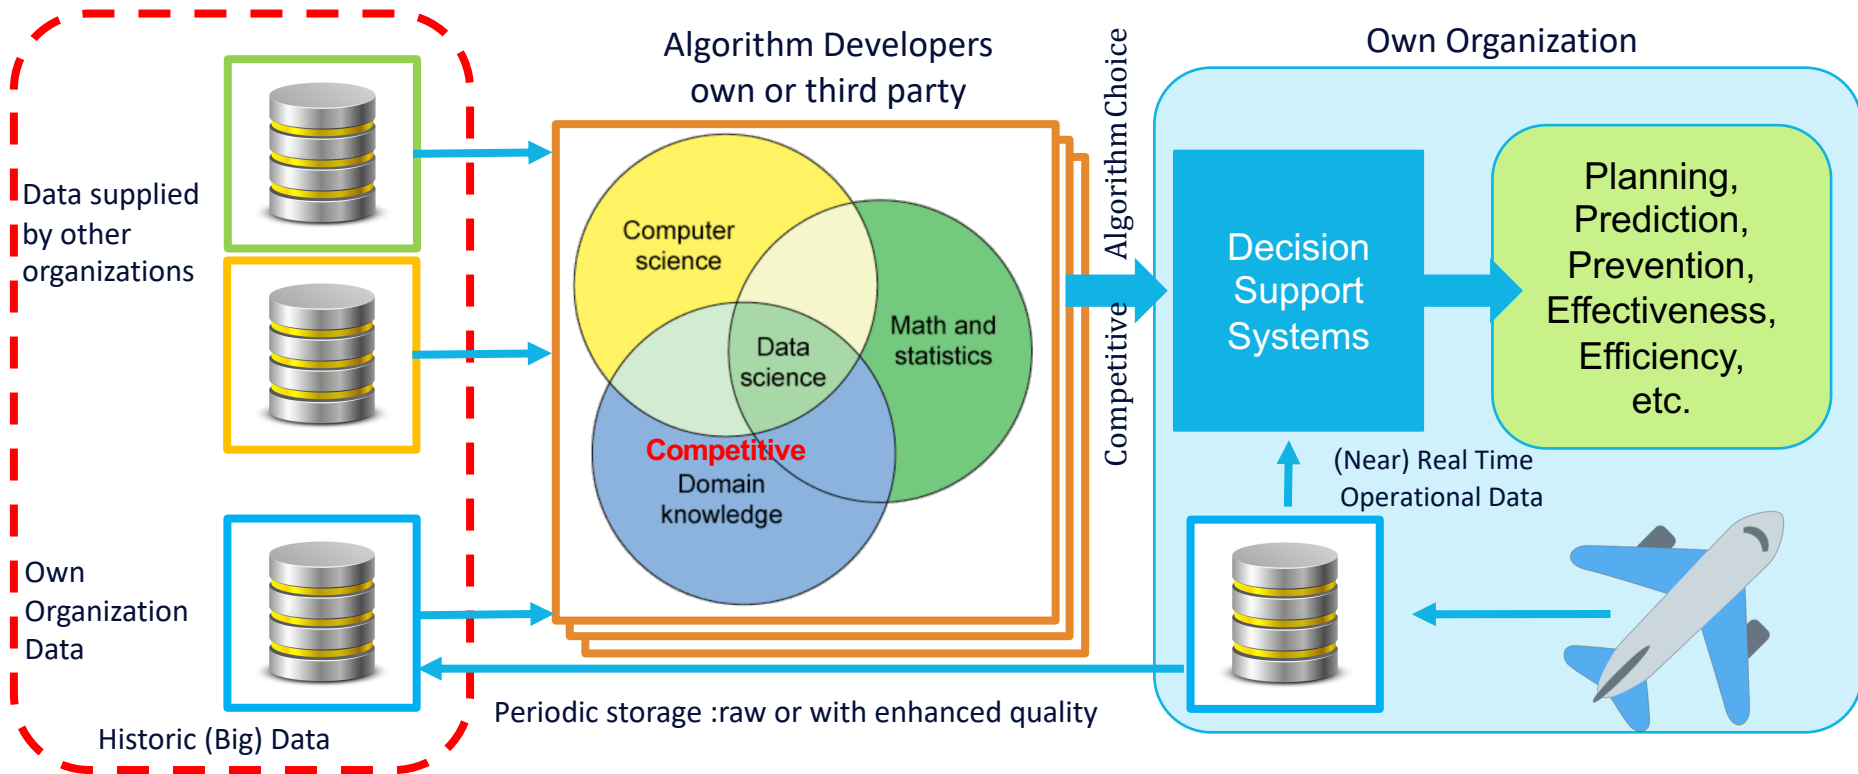 Algorithm Developers
own or third party
Own Organization
Data supplied
by other
organizations
Own
Organization
Data
Historic (Big) Data
Computer
science
Math and
statistics
Data
science
Competitive
Domain
knowledge
Competitive Algorithm Choice
Decision
Support
Systems
Planning,
Prediction,
Prevention,
Effectiveness,
Efficiency,
etc.
(Near) Real Time
Operational Data
Periodic storage :raw or with enhanced quality